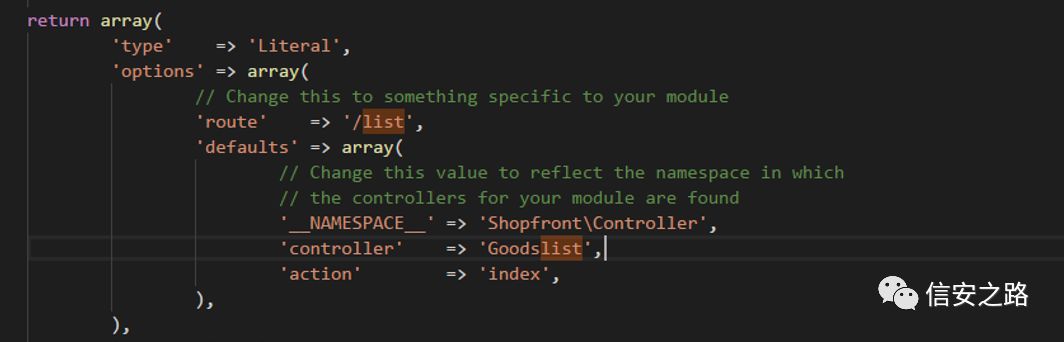 return array(
        'type'    => 'Literal',
        'options' => array(
                // Change this to something specific to your module
                'route'    => '/list',
                'defaults' => array(
                        // Change this value to reflect the namespace in which
                        // the controllers for your module are found
                        '__NAMESPACE__' => 'Shopfront\Controller',
                        'controller'    => 'Goodslist',
                        'action'        => 'index',
                ),
        ),
信安之路